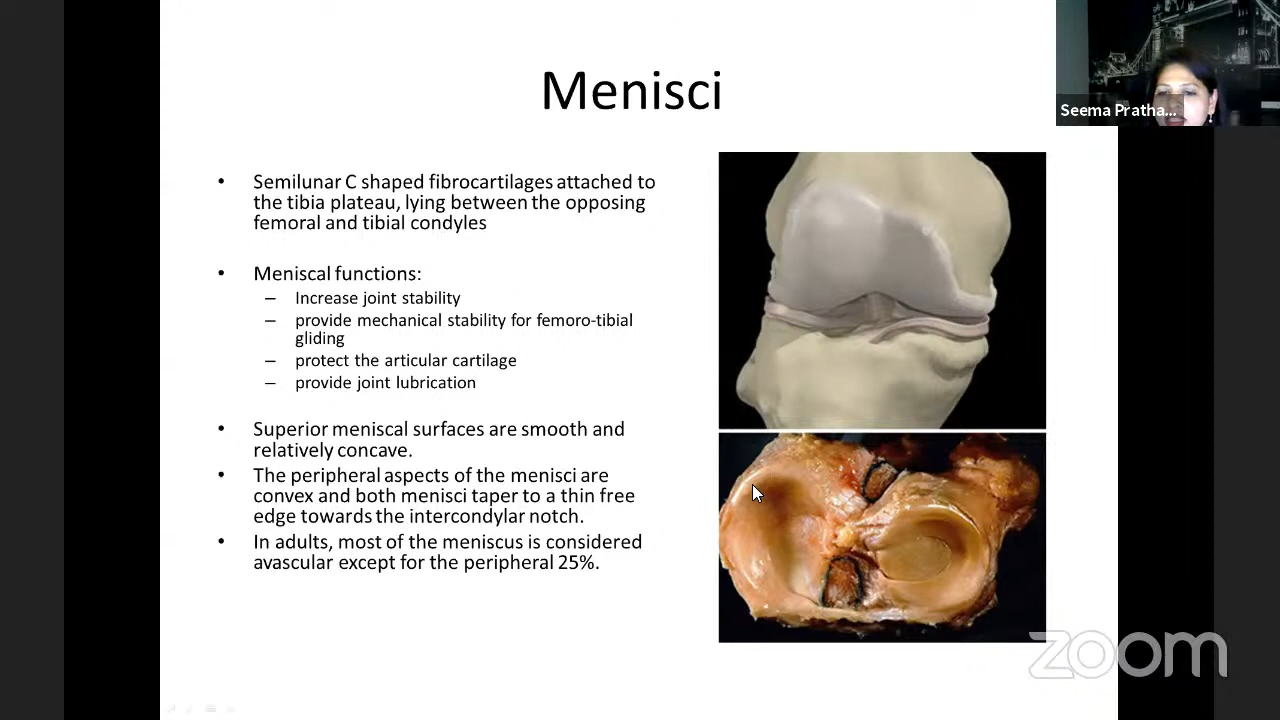 Menisci
Seema Pratha...
• Semilunar C shaped fibrocartilages attached to
the tibia plateau, lying between the opposing
femoral and tibial condyles
• Meniscal functions:
– Increase joint stability
– provide mechanical stability for femoro-tibial
gliding
– protect the articular cartilage
– provide joint lubrication
• Superior meniscal surfaces are smooth and
relatively concave.
• The peripheral aspects of the menisci are
convex and both menisci taper to a thin free
edge towards the intercondylar notch.
• In adults, most of the meniscus is considered
avascular except for the peripheral 25%.
zoom